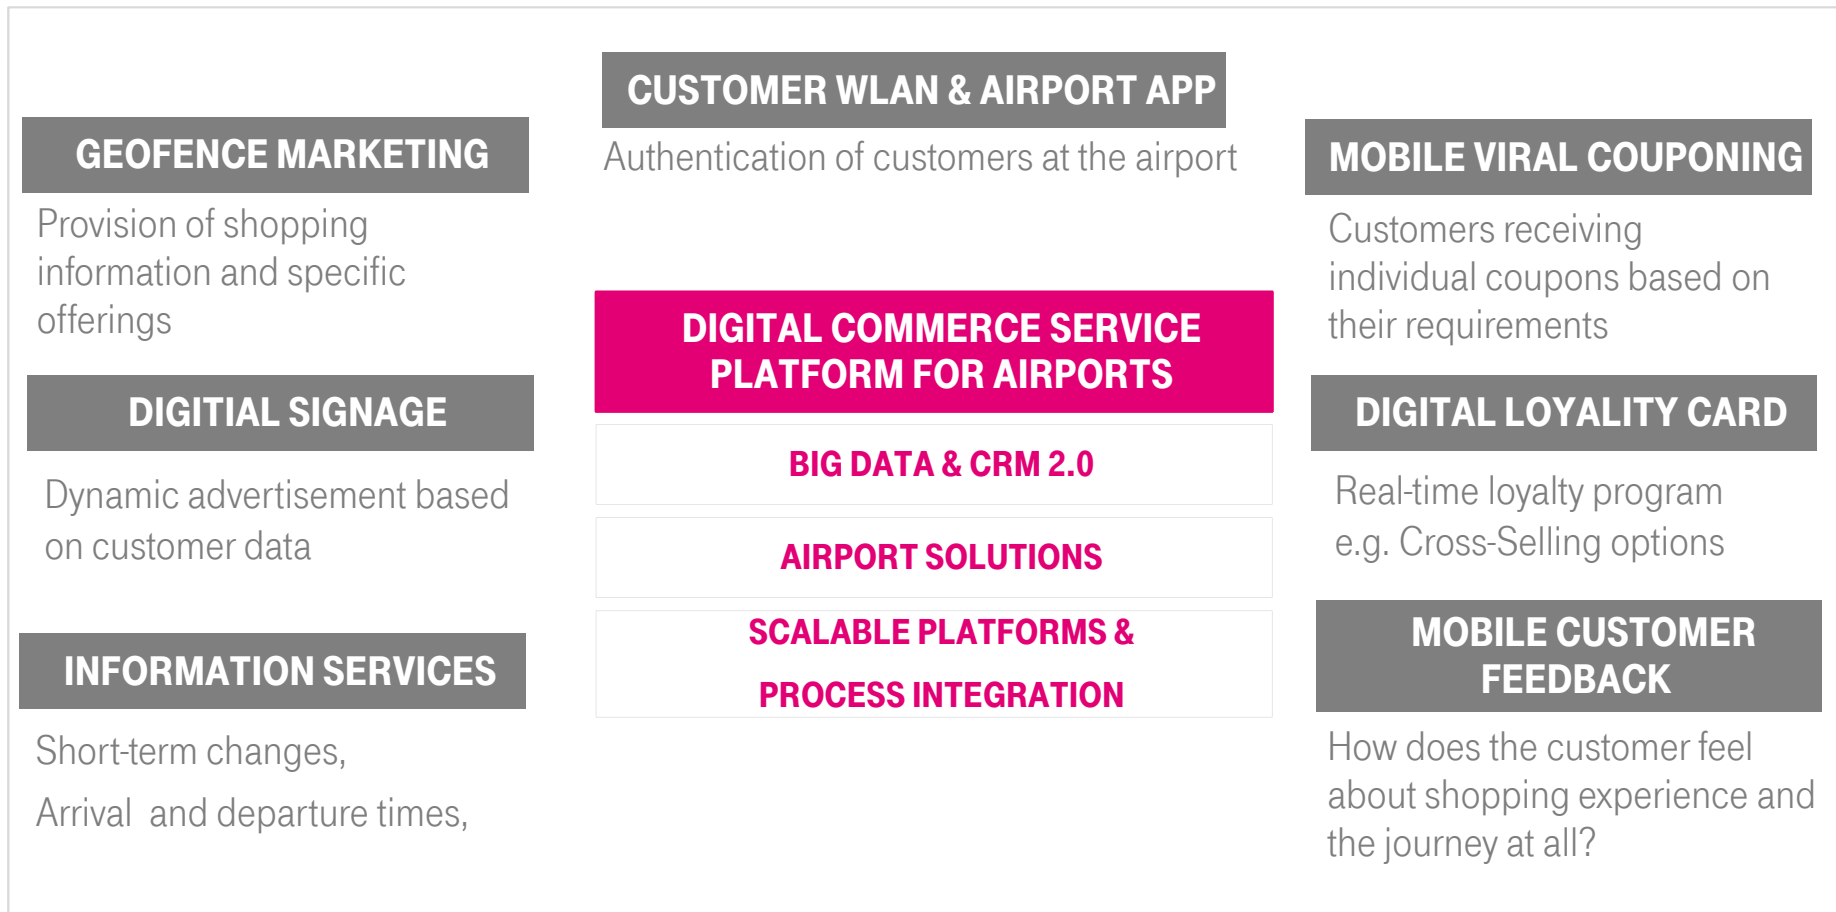 CUSTOMER WLAN & AIRPORT APP
Authentication of customers at the airport
GEOFENCE MARKETING
Provision of shopping
information and specific
offerings
DIGITIAL SIGNAGE
Dynamic advertisement based
on customer data
INFORMATION SERVICES
Short-term changes,
Arrival and departure times,
DIGITAL COMMERCE SERVICE
PLATFORM FOR AIRPORTS
BIG DATA & CRM 2.0
AIRPORT SOLUTIONS
SCALABLE PLATFORMS &
PROCESS INTEGRATION
MOBILE VIRAL COUPONING
Customers receiving
individual coupons based on
their requirements
DIGITAL LOYALITY CARD
Real-time loyalty program
e.g. Cross-Selling options
MOBILE CUSTOMER
FEEDBACK
How does the customer feel
about shopping experience and
the journey at all?